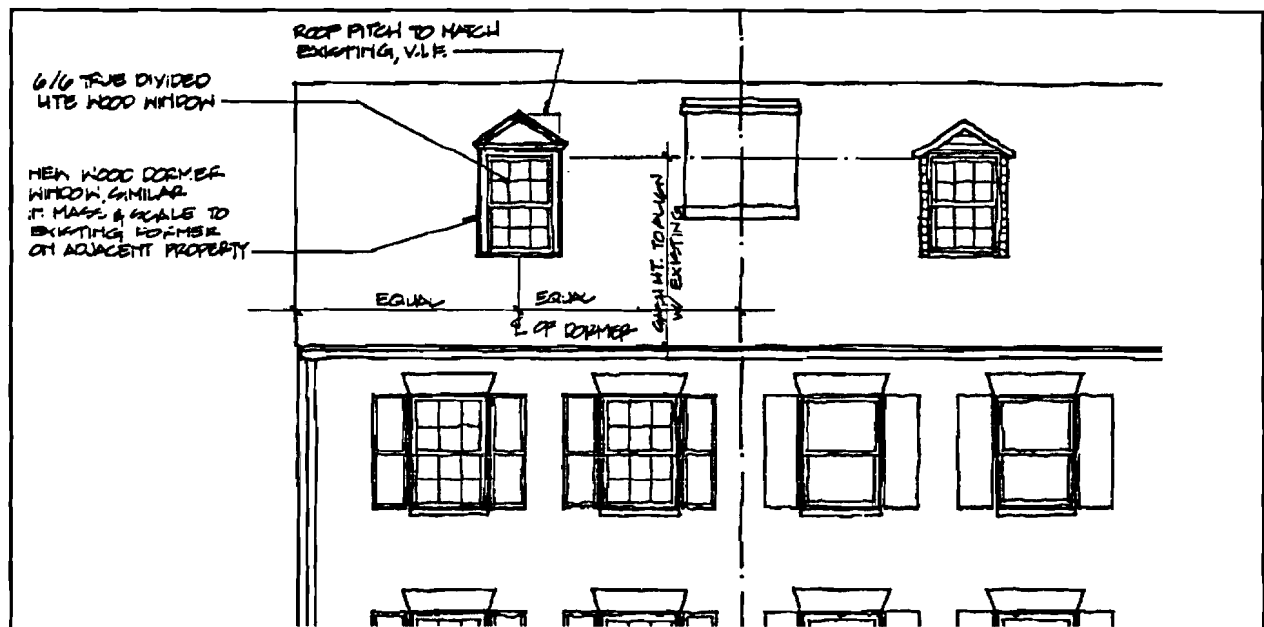 ROOF PITCH TO MATCH
EXISTING, V.I.F.
6/6 TRUE DIVIDED
LITE WOOD WINDOW
NEW WOOD DORMER
WINDOW, SIMILAR
IN MASS & SCALE TO
EXISTING DORMER
ON ADJACENT PROPERTY
EQUAL
EQUAL
℄ OF DORMER
SASH HT. TO ALIGN
W/ EXISTING